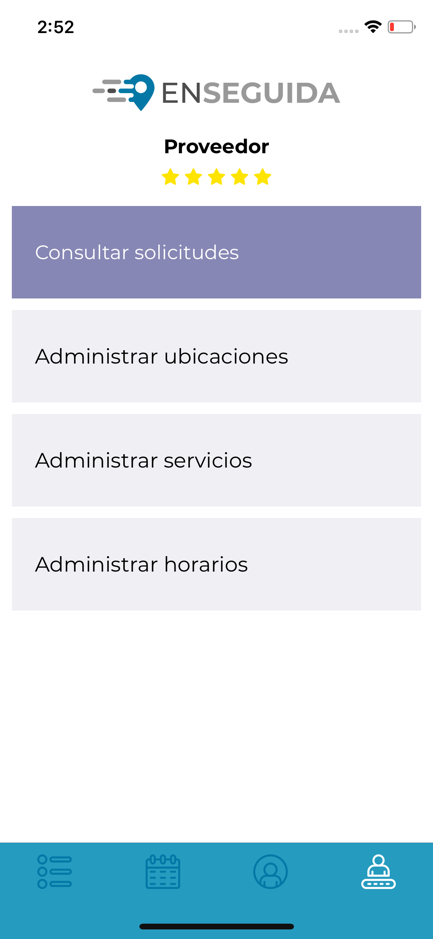 2:52
ENSEGUIDA
Proveedor
Consultar solicitudes
Administrar ubicaciones
Administrar servicios
Administrar horarios